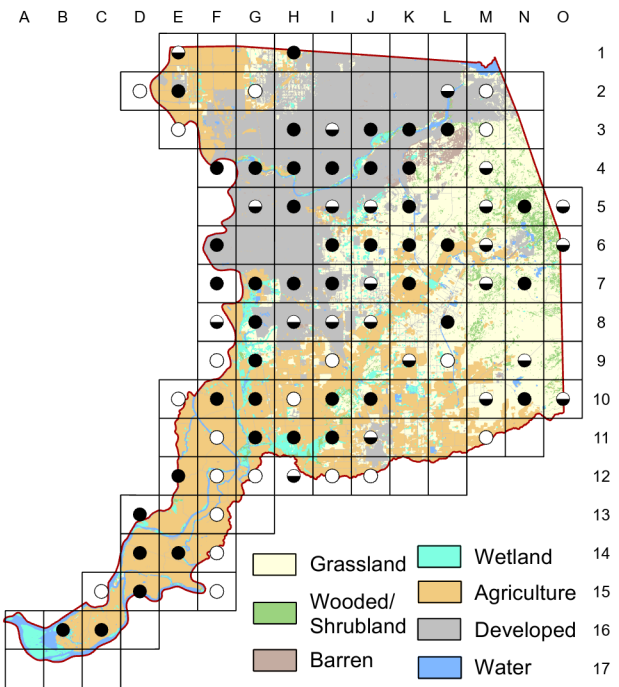 A B C D E F G H I J K L M N O
1
2
3
4
5
6
7
8
9
10
11
12
13
14
15
16
17
Grassland
Wooded/
Shrubland
Barren
Wetland
Agriculture
Developed
Water